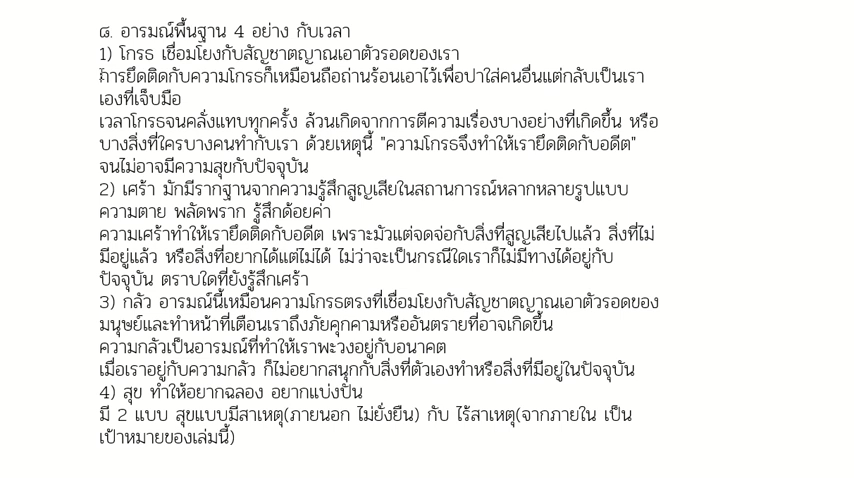 ๘. อารมณ์พื้นฐาน 4 อย่าง กับเวลา
1) โกรธ เชื่อมโยงกับสัญชาตญาณเอาตัวรอดของเรา
การยึดติดกับความโกรธก็เหมือนถือถ่านร้อนเอาไว้เพื่อปาใส่คนอื่นแต่กลับเป็นเรา
เองที่เจ็บมือ
เวลาโกรธจนคลั่งแทบทุกครั้ง ล้วนเกิดจากการตีความเรื่องบางอย่างที่เกิดขึ้น หรือ
บางสิ่งที่ใครบางคนทำกับเรา ด้วยเหตุนี้ "ความโกรธจึงทำให้เรายึดติดกับอดีต"
จนไม่อาจมีความสุขกับปัจจุบัน
2) เศร้า มักมีรากฐานจากความรู้สึกสูญเสียในสถานการณ์หลากหลายรูปแบบ
ความตาย พลัดพราก รู้สึกด้อยค่า
ความเศร้าทำให้เรายึดติดกับอดีต เพราะมัวแต่จดจ่อกับสิ่งที่สูญเสียไปแล้ว สิ่งที่ไม่
มีอยู่แล้ว หรือสิ่งที่อยากได้แต่ไม่ได้ ไม่ว่าจะเป็นกรณีใดเราก็ไม่มีทางได้อยู่กับ
ปัจจุบัน ตราบใดที่ยังรู้สึกเศร้า
3) กลัว อารมณ์นี้เหมือนความโกรธตรงที่เชื่อมโยงกับสัญชาตญาณเอาตัวรอดของ
มนุษย์และทำหน้าที่เตือนเราถึงภัยคุกคามหรืออันตรายที่อาจเกิดขึ้น
ความกลัวเป็นอารมณ์ที่ทำให้เราพะวงอยู่กับอนาคต
เมื่อเราอยู่กับความกลัว ก็ไม่อยากสนุกกับสิ่งที่ตัวเองทำหรือสิ่งที่มีอยู่ในปัจจุบัน
4) สุข ทำให้อยากฉลอง อยากแบ่งปัน
มี 2 แบบ สุขแบบมีสาเหตุ(ภายนอก ไม่ยั่งยืน) กับ ไร้สาเหตุ(จากภายใน เป็น
เป้าหมายของเล่มนี้)